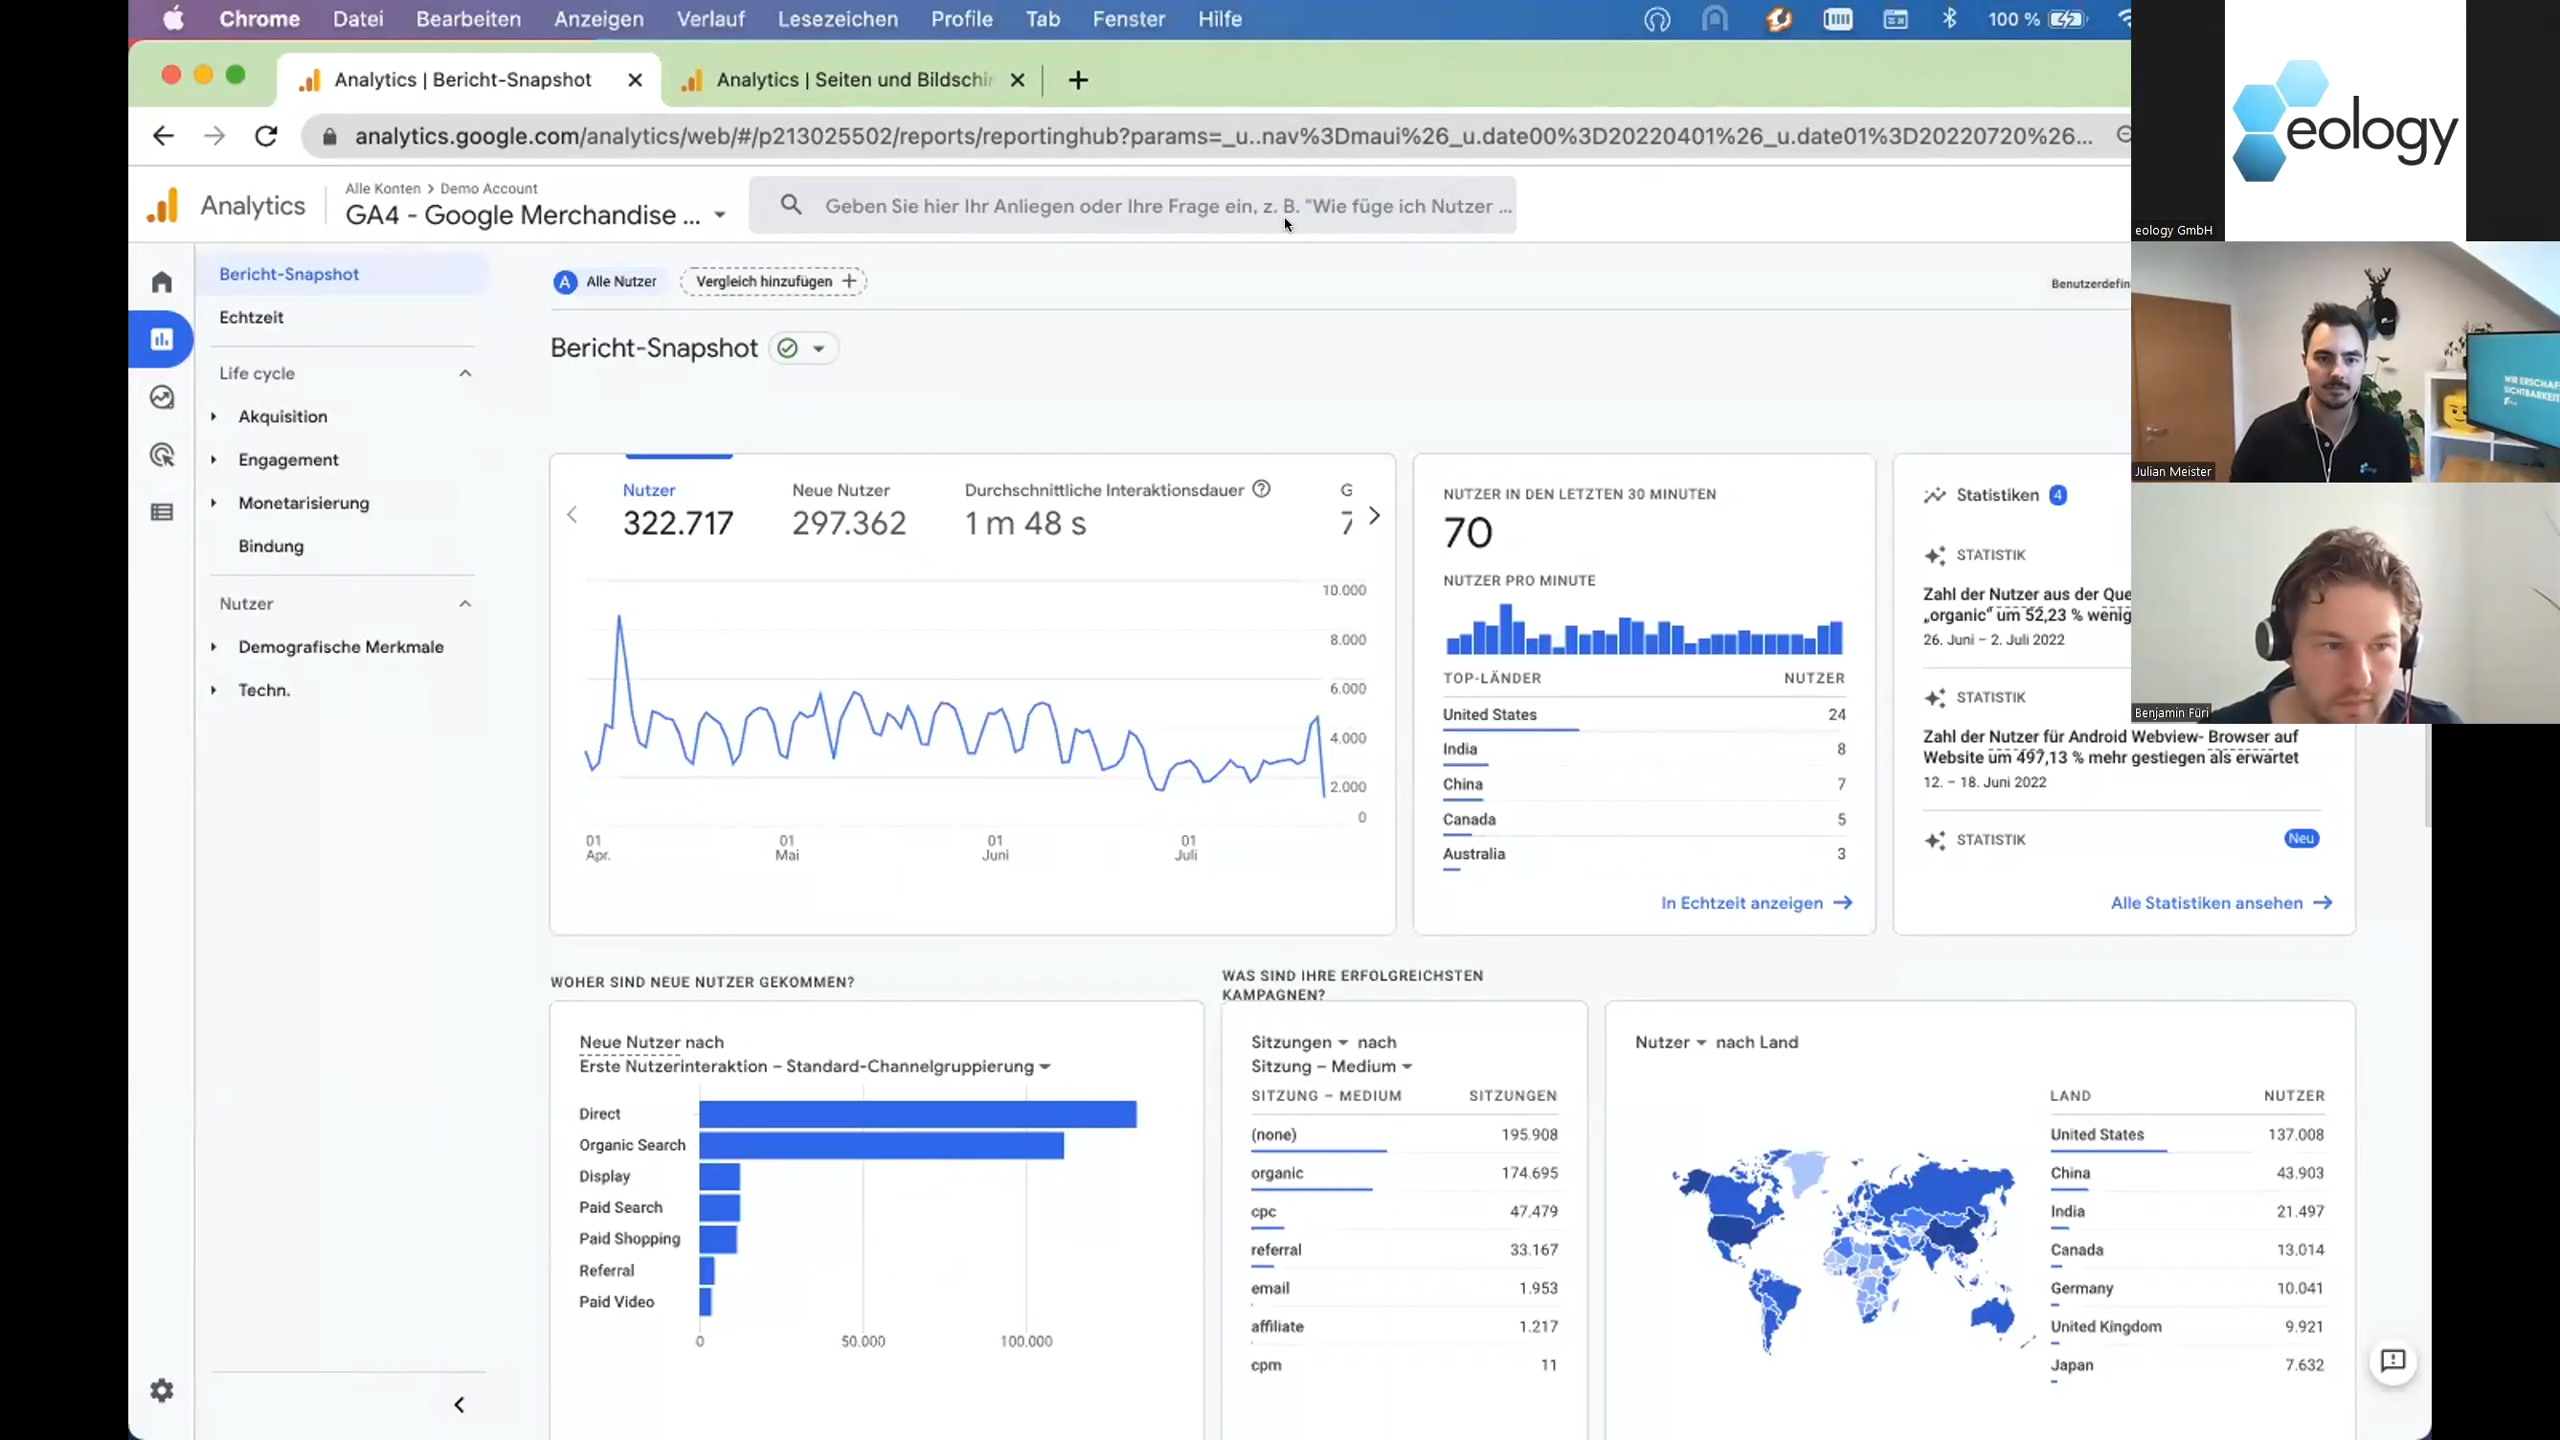 Chrome Datei Bearbeiten Anzeigen Verlauf Lesezeichen Profile Tab Fenster Hilfe 100 %
Analytics | Bericht-Snapshot
Analytics | Seiten und Bildschir
analytics.google.com/analytics/web/#/p213025502/reports/reportinghub?params=_u..nav%3Dmaui%26_u.date00%3D20220401%26_u.date01%3D20220720%26...
Analytics
Alle Konten > Demo Account
GA4 - Google Merchandise ...
Geben Sie hier Ihr Anliegen oder Ihre Frage ein, z. B. "Wie füge ich Nutzer ...
Bericht-Snapshot
Echtzeit
Life cycle
Akquisition
Engagement
Monetarisierung
Bindung
Nutzer
Demografische Merkmale
Techn.
A Alle Nutzer
Vergleich hinzufügen +
Benutzerdefin
Bericht-Snapshot
Nutzer
322.717
Neue Nutzer
297.362
Durchschnittliche Interaktionsdauer
1 m 48 s
G
10.000
8.000
6.000
4.000
2.000
0
01 Apr.
01 Mai
01 Juni
01 Juli
NUTZER IN DEN LETZTEN 30 MINUTEN
70
NUTZER PRO MINUTE
TOP-LÄNDER NUTZER
United States 24
India 8
China 7
Canada 5
Australia 3
In Echtzeit anzeigen
Statistiken 4
STATISTIK
Zahl der Nutzer aus der Que
„organic“ um 52,23 % wenig
26. Juni – 2. Juli 2022
STATISTIK
Zahl der Nutzer für Android Webview- Browser auf
Website um 497,13 % mehr gestiegen als erwartet
12. – 18. Juni 2022
STATISTIK Neu
Alle Statistiken ansehen
WOHER SIND NEUE NUTZER GEKOMMEN?
Neue Nutzer nach
Erste Nutzerinteraktion – Standard-Channelgruppierung
Direct
Organic Search
Display
Paid Search
Paid Shopping
Referral
Paid Video
0 50.000 100.000
WAS SIND IHRE ERFOLGREICHSTEN
KAMPAGNEN?
Sitzungen nach
Sitzung – Medium
SITZUNG – MEDIUM SITZUNGEN
(none) 195.908
organic 174.695
cpc 47.479
referral 33.167
email 1.953
affiliate 1.217
cpm 11
Nutzer nach Land
LAND NUTZER
United States 137.008
China 43.903
India 21.497
Canada 13.014
Germany 10.041
United Kingdom 9.921
Japan 7.632
eology
eology GmbH
WIR ERSCHAF
SICHTBARKEIT
Julian Meister
Benjamin Füri